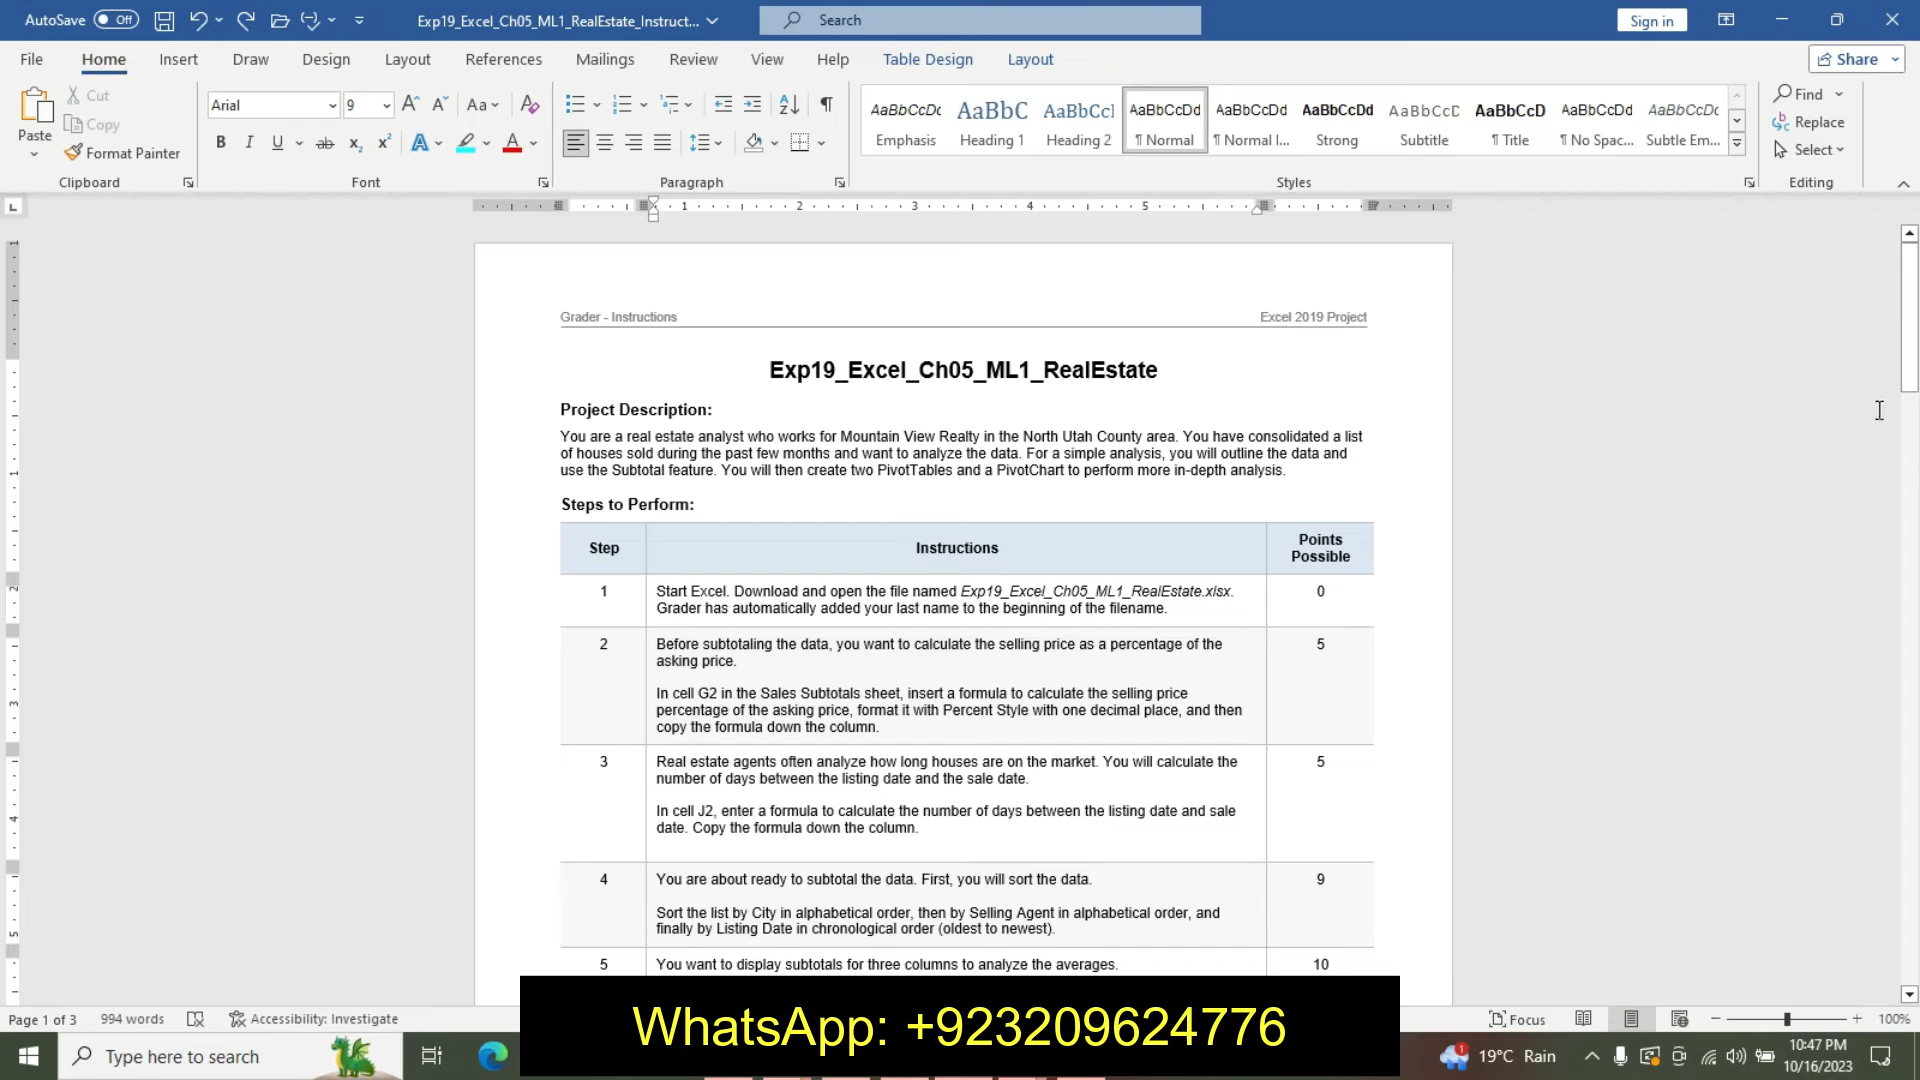 AutoSave Off Exp19_Excel_Ch05_ML1_RealEstate_Instruct... Search Sign in
File Home Insert Draw Design Layout References Mailings Review View Help Table Design Layout Share
Paste Cut Copy Format Painter
Arial 9 Aa
B I U ab x₂ x² A A
AaBbCcDc AaBbC AaBbCcI AaBbCcDd AaBbCcDd AaBbCcDd AaBbCcD AaBbCcD AaBbCcDd AaBbCcDc
Emphasis Heading 1 Heading 2 ¶ Normal ¶ Normal I... Strong Subtitle ¶ Title ¶ No Spac... Subtle Em...
Find
Replace
Select
Clipboard Font Paragraph Styles Editing
1 2 3 4 5
Grader - Instructions Excel 2019 Project
Exp19_Excel_Ch05_ML1_RealEstate
Project Description:
You are a real estate analyst who works for Mountain View Realty in the North Utah County area. You have consolidated a list
of houses sold during the past few months and want to analyze the data. For a simple analysis, you will outline the data and
use the Subtotal feature. You will then create two PivotTables and a PivotChart to perform more in-depth analysis.
Steps to Perform:
Step Instructions Points
Possible
1 Start Excel. Download and open the file named Exp19_Excel_Ch05_ML1_RealEstate.xlsx. 0
Grader has automatically added your last name to the beginning of the filename.
2 Before subtotaling the data, you want to calculate the selling price as a percentage of the 5
asking price.
In cell G2 in the Sales Subtotals sheet, insert a formula to calculate the selling price
percentage of the asking price, format it with Percent Style with one decimal place, and then
copy the formula down the column.
3 Real estate agents often analyze how long houses are on the market. You will calculate the 5
number of days between the listing date and the sale date.
In cell J2, enter a formula to calculate the number of days between the listing date and sale
date. Copy the formula down the column.
4 You are about ready to subtotal the data. First, you will sort the data. 9
Sort the list by City in alphabetical order, then by Selling Agent in alphabetical order, and
finally by Listing Date in chronological order (oldest to newest).
5 You want to display subtotals for three columns to analyze the averages. 10
WhatsApp: +923209624776
Page 1 of 3 994 words Accessibility: Investigate Focus 100%
Type here to search 1 19°C Rain 10:47 PM
10/16/2023